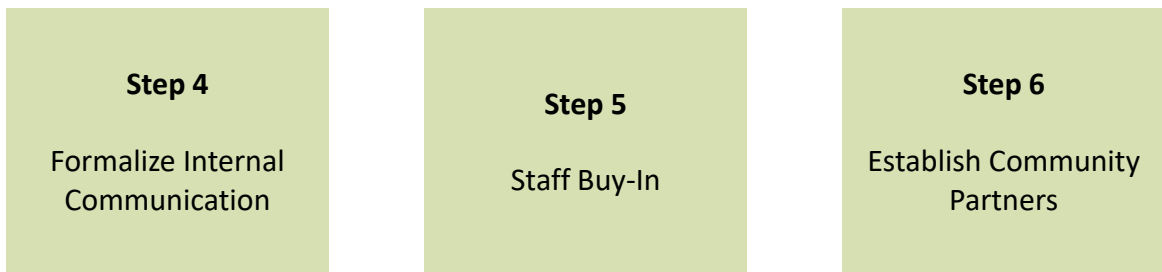 Step 4
Formalize Internal
Communication
Step 5
Staff Buy-In
Step 6
Establish Community
Partners